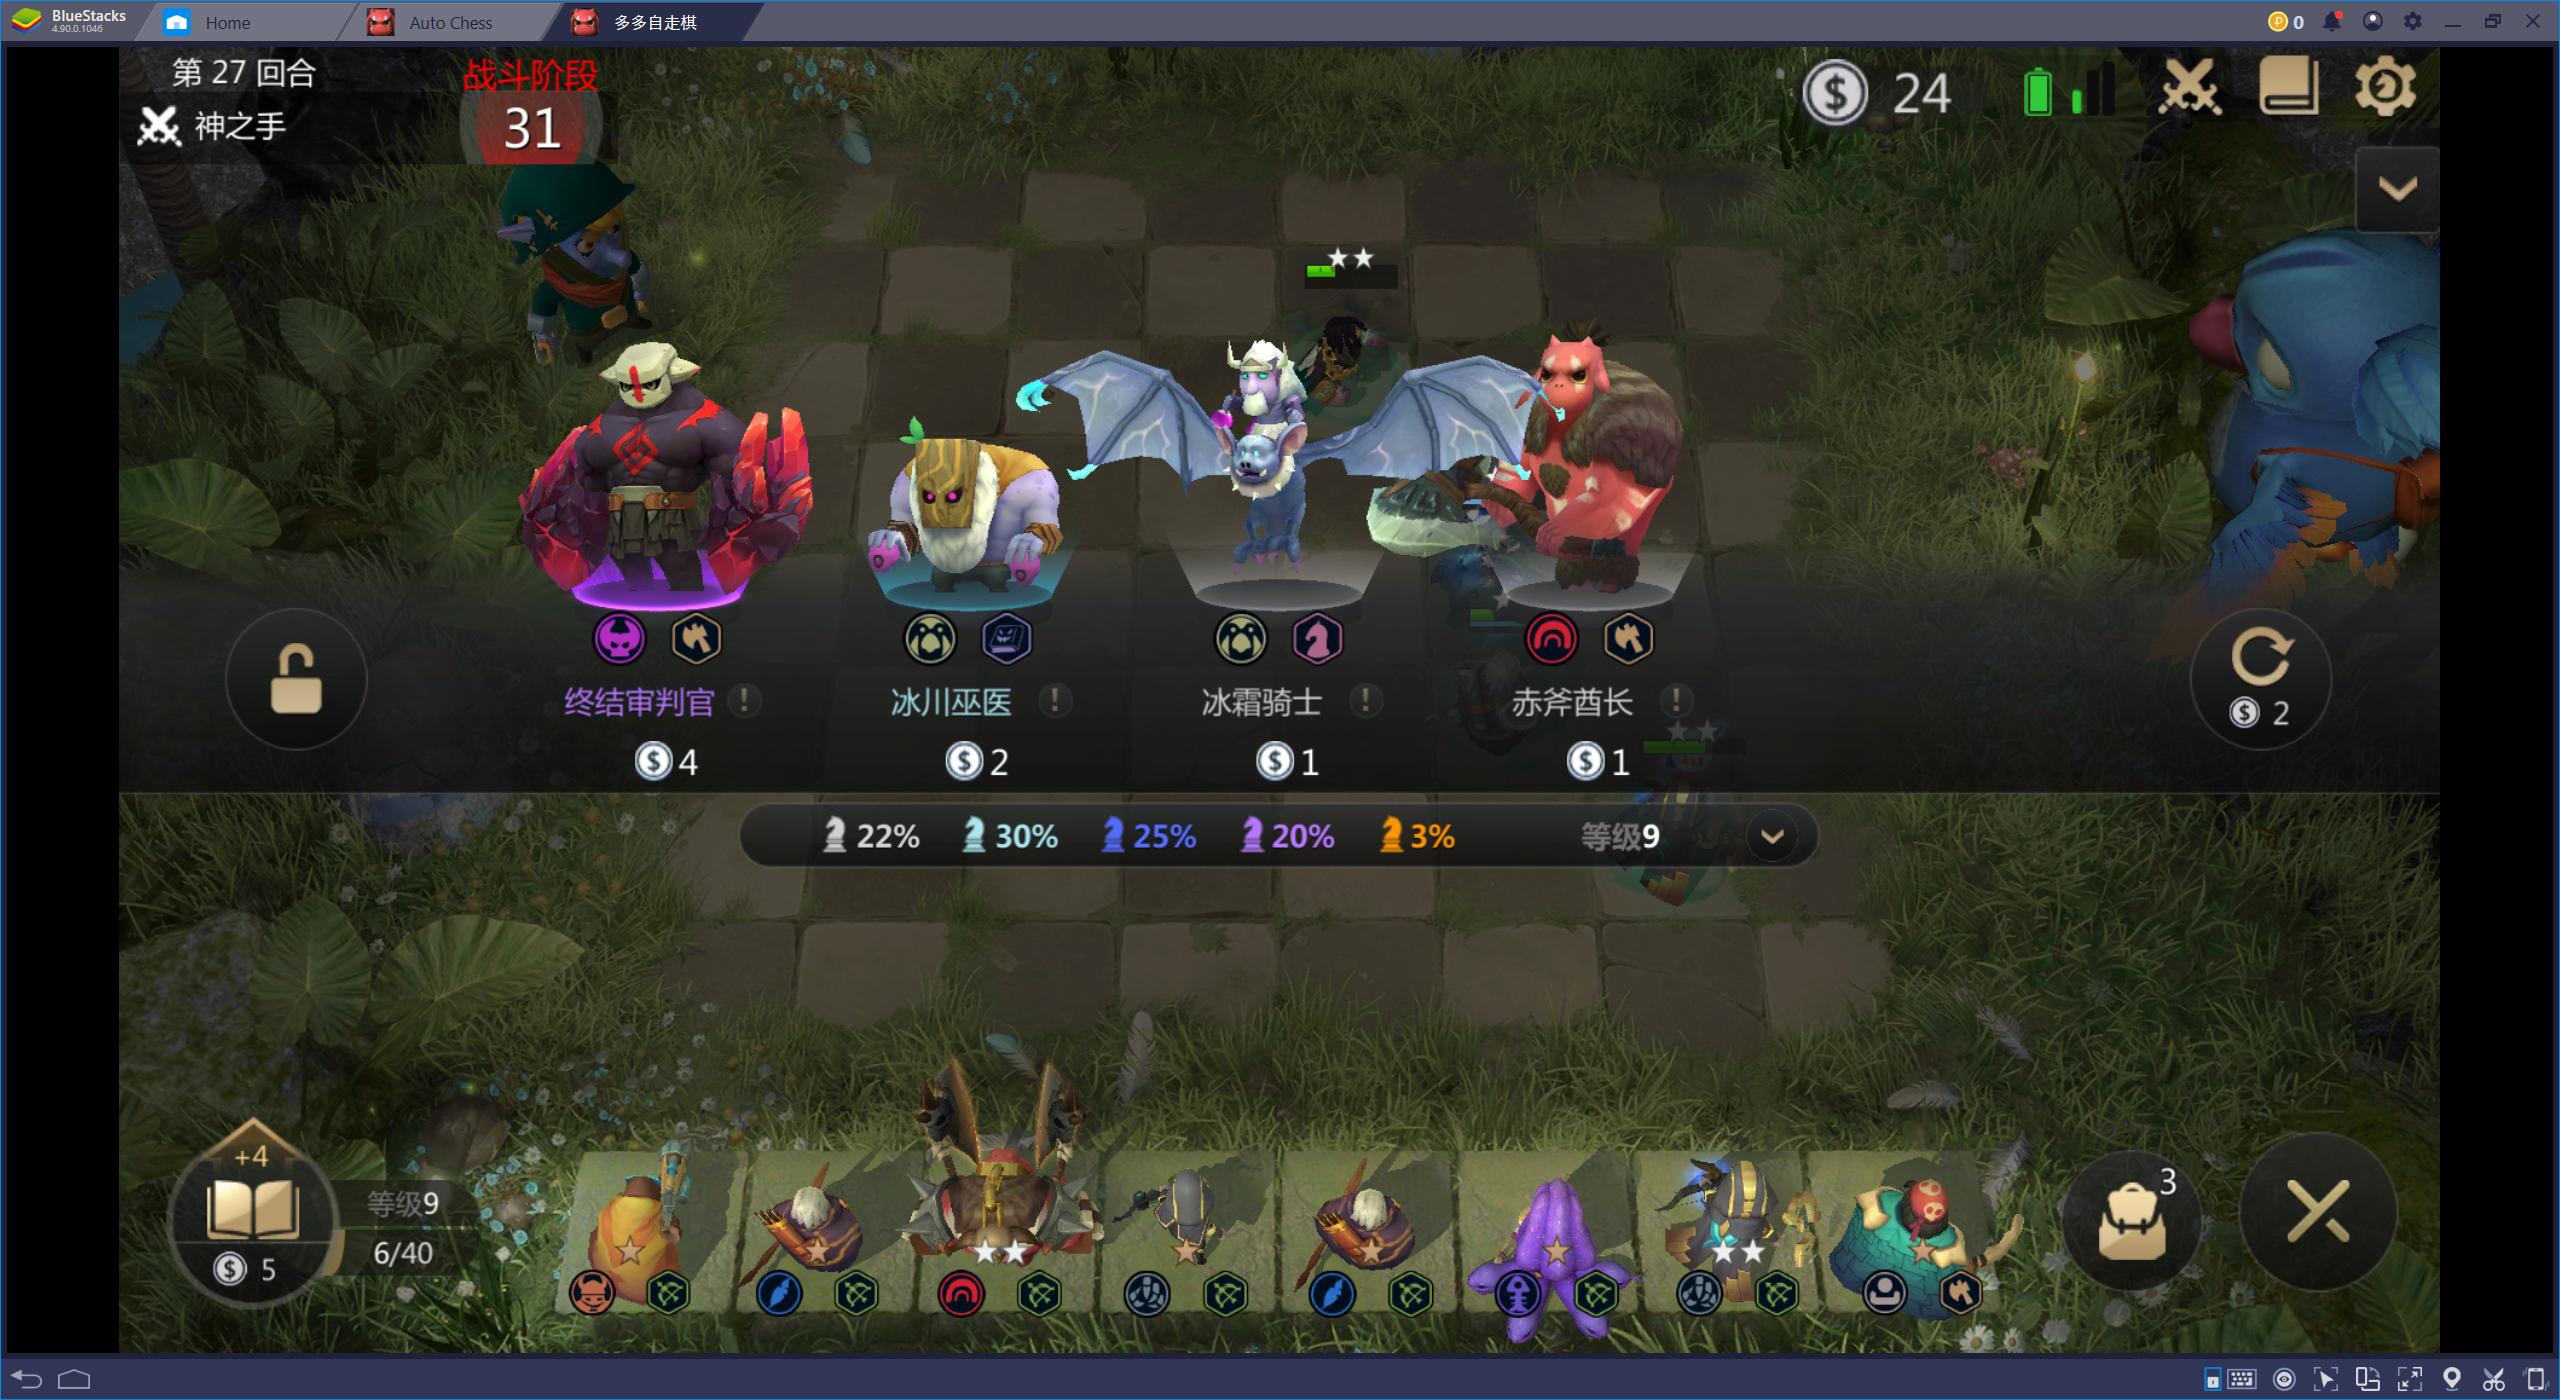 BlueStacks
4.90.0.1046
Home
Auto Chess
多多自走棋
0
第 27 回合
战斗阶段
神之手
31
24
终结审判官
冰川巫医
冰霜骑士
赤斧酋长
4
2
1
1
2
22%
30%
25%
20%
3%
等级9
+4
等级9
6/40
5
3